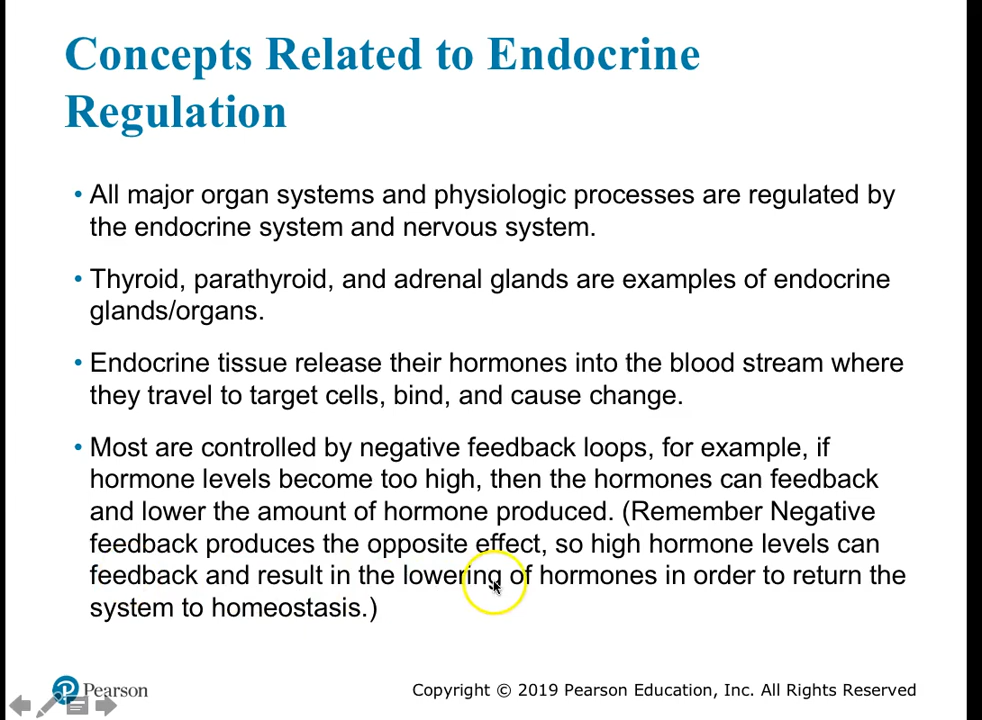 Concepts Related to Endocrine
Regulation
• All major organ systems and physiologic processes are regulated by
the endocrine system and nervous system.
• Thyroid, parathyroid, and adrenal glands are examples of endocrine
glands/organs.
• Endocrine tissue release their hormones into the blood stream where
they travel to target cells, bind, and cause change.
• Most are controlled by negative feedback loops, for example, if
hormone levels become too high, then the hormones can feedback
and lower the amount of hormone produced. (Remember Negative
feedback produces the opposite effect, so high hormone levels can
feedback and result in the lowering of hormones in order to return the
system to homeostasis.)
Pearson
Copyright © 2019 Pearson Education, Inc. All Rights Reserved